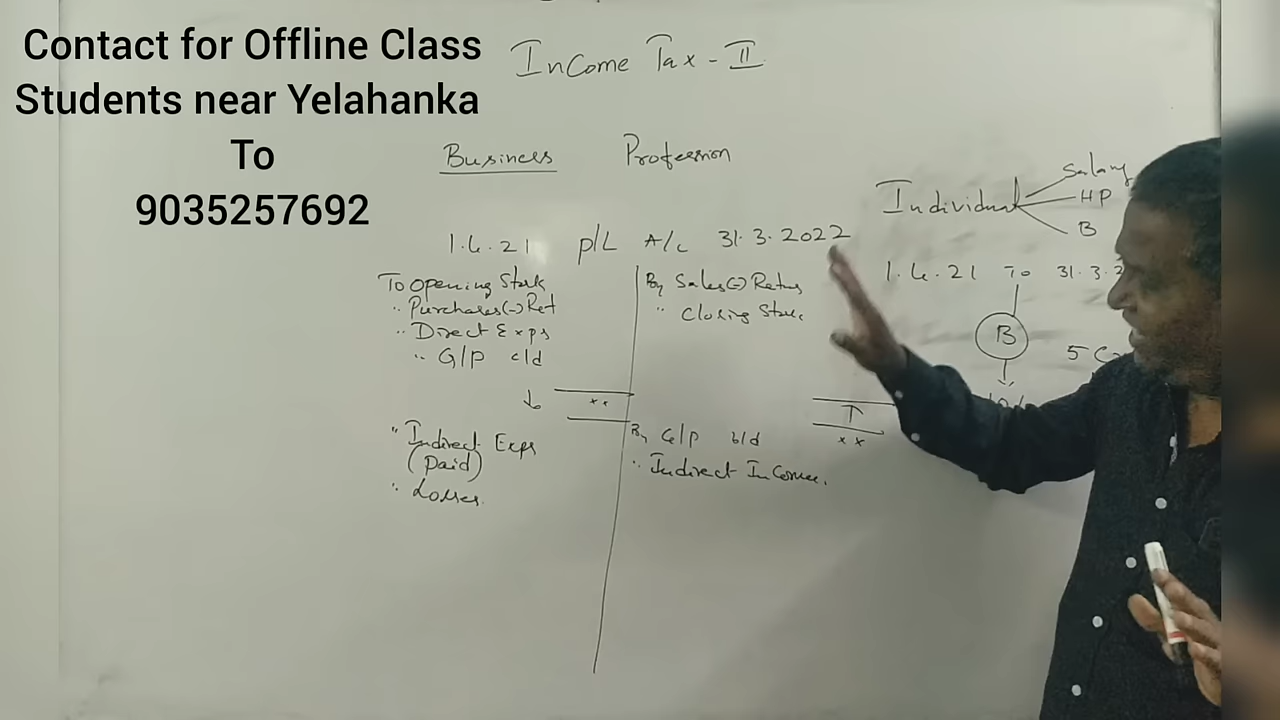 Contact for Offline Class
Students near Yelahanka
To
9035257692
Income Tax - II
Business Profession
1.4.21 P/L A/c 31.3.2022
To Opening Stock
" Purchases(-) Ret
" Direct Exps
" G/P c/d
xx
" Indirect Exps
(Paid)
" Losses.
By Sales(-) Retuns
" Closing Stock
xx
By G/P b/d
" Indirect Income.
Individual
Salary
HP
B
1.4.21 To 31.3.2
B
5 C